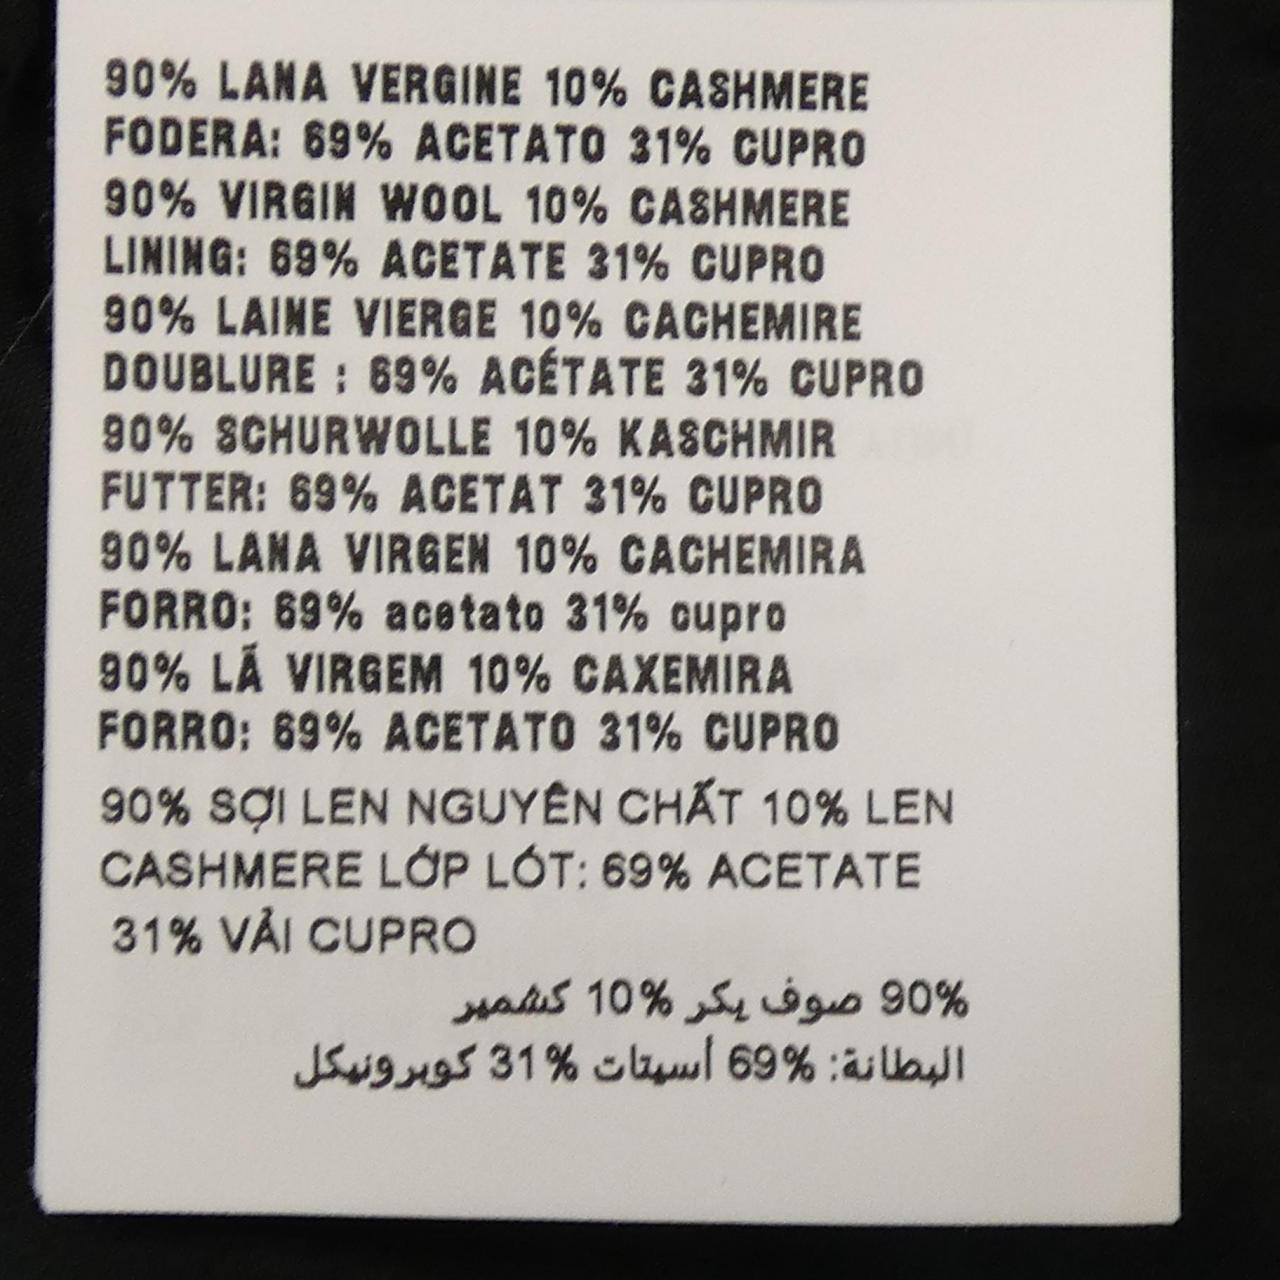 90% LANA VERGINE 10% CASHMERE
FODERA: 69% ACETATO 31% CUPRO
90% VIRGIN WOOL 10% CASHMERE
LINING: 69% ACETATE 31% CUPRO
90% LAINE VIERGE 10% CACHEMIRE
DOUBLURE : 69% ACÉTATE 31% CUPRO
90% SCHURWOLLE 10% KASCHMIR
FUTTER: 69% ACETAT 31% CUPRO
90% LANA VIRGEN 10% CACHEMIRA
FORRO: 69% acetato 31% cupro
90% LÃ VIRGEM 10% CAXEMIRA
FORRO: 69% ACETATO 31% CUPRO
90% SỢI LEN NGUYÊN CHẤT 10% LEN
CASHMERE LỚP LÓT: 69% ACETATE
31% VẢI CUPRO
90% صوف بكر 10% كشمير
البطانة: 69% أسيتات 31% كوبرونيكل